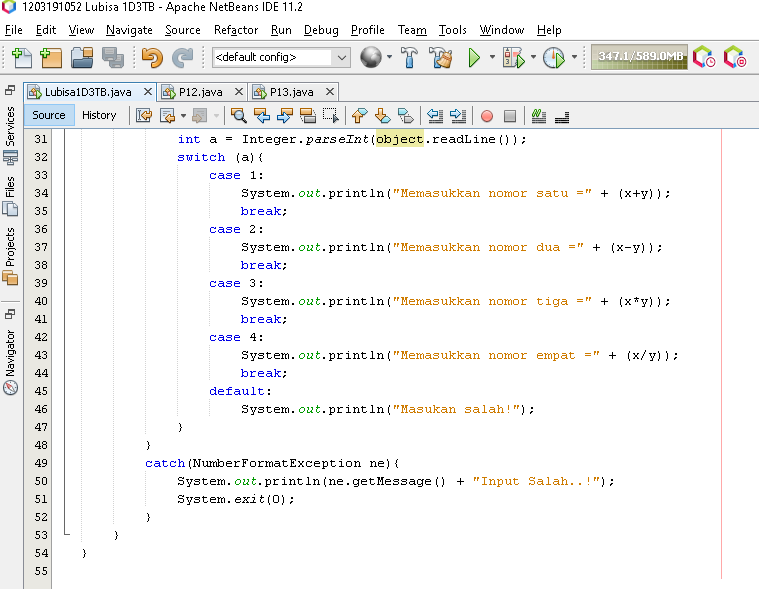 1203191052 Lubisa 1D3TB - Apache NetBeans IDE 11.2
File Edit View Navigate Source Refactor Run Debug Profile Team Tools Window Help
<default config> 347.1/589.0MB
Lubisa1D3TB.java P12.java P13.java
Source History
Services
Files
Projects
Navigator
31 int a = Integer.parseInt(object.readLine());
32 switch (a){
33 case 1:
34 System.out.println("Memasukkan nomor satu =" + (x+y));
35 break;
36 case 2:
37 System.out.println("Memasukkan nomor dua =" + (x-y));
38 break;
39 case 3:
40 System.out.println("Memasukkan nomor tiga =" + (x*y));
41 break;
42 case 4:
43 System.out.println("Memasukkan nomor empat =" + (x/y));
44 break;
45 default:
46 System.out.println("Masukan salah!");
47 }
48 }
49 catch(NumberFormatException ne){
50 System.out.println(ne.getMessage() + "Input Salah..!");
51 System.exit(0);
52 }
53 }
54 }
55